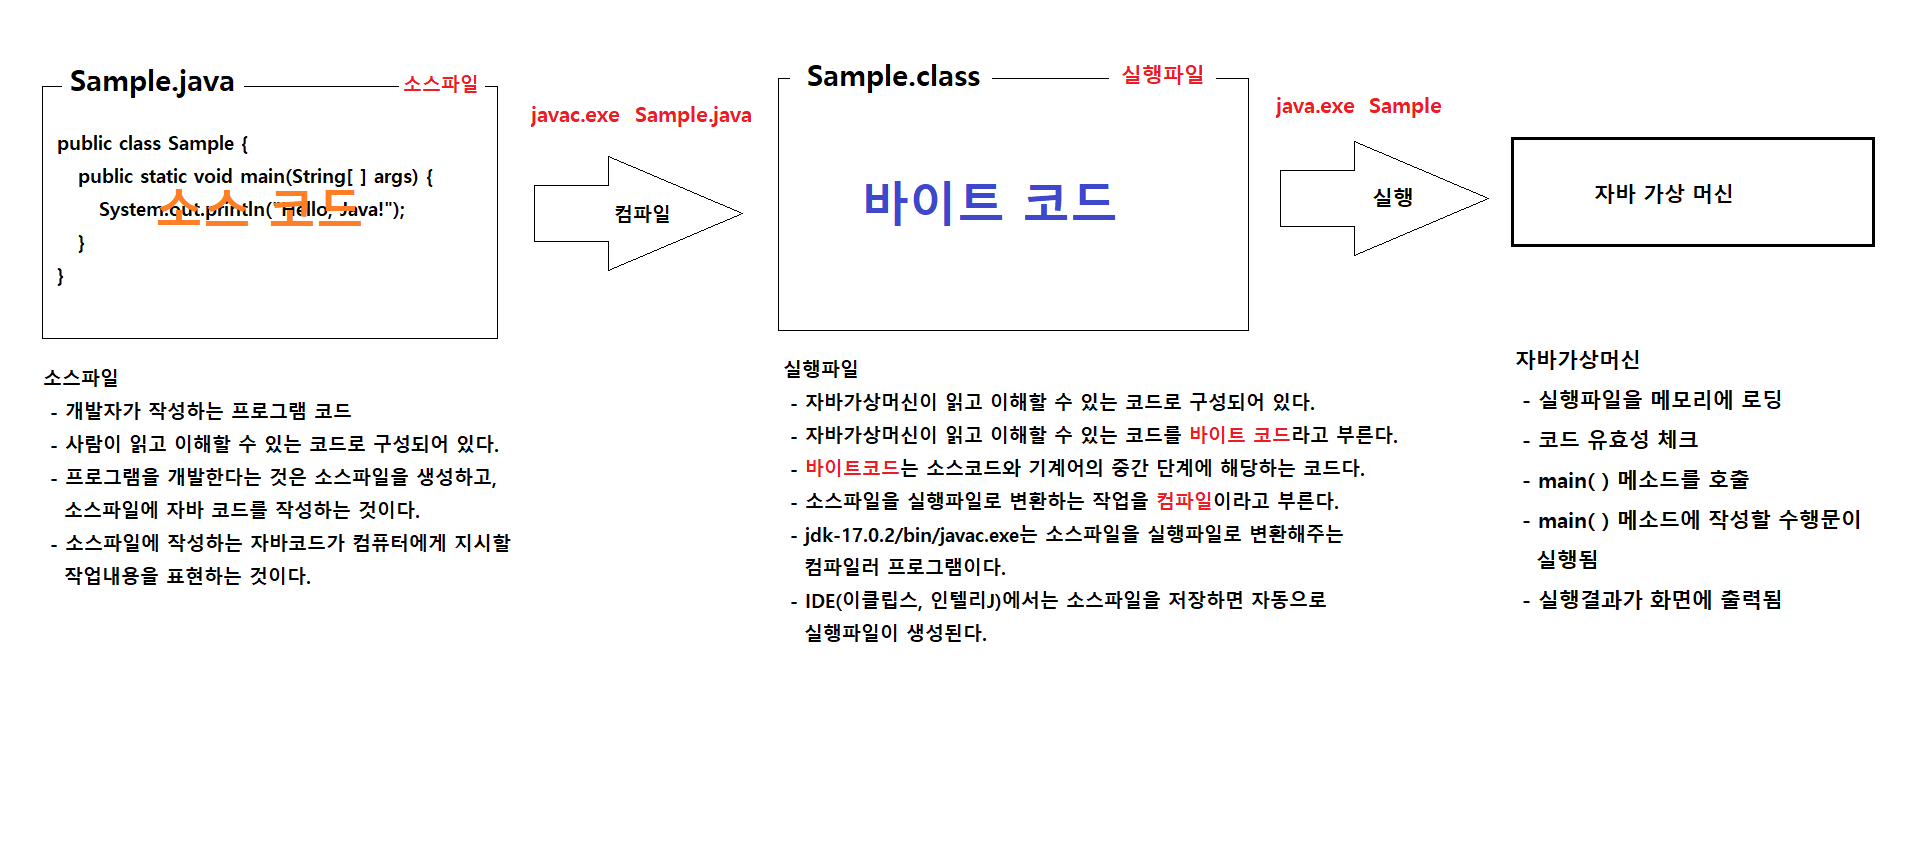 Sample.java
소스파일
public class Sample {
public static void main(String[ ] args) {
System.out.println("Hello, Java!");
소스 코드
}
}
javac.exe Sample.java
컴파일
Sample.class
실행파일
바이트 코드
java.exe Sample
실행
자바 가상 머신
소스파일
- 개발자가 작성하는 프로그램 코드
- 사람이 읽고 이해할 수 있는 코드로 구성되어 있다.
- 프로그램을 개발한다는 것은 소스파일을 생성하고,
소스파일에 자바 코드를 작성하는 것이다.
- 소스파일에 작성하는 자바코드가 컴퓨터에게 지시할
작업내용을 표현하는 것이다.
실행파일
- 자바가상머신이 읽고 이해할 수 있는 코드로 구성되어 있다.
- 자바가상머신이 읽고 이해할 수 있는 코드를 바이트 코드라고 부른다.
- 바이트코드는 소스코드와 기계어의 중간 단계에 해당하는 코드다.
- 소스파일을 실행파일로 변환하는 작업을 컴파일이라고 부른다.
- jdk-17.0.2/bin/javac.exe는 소스파일을 실행파일로 변환해주는
컴파일러 프로그램이다.
- IDE(이클립스, 인텔리J)에서는 소스파일을 저장하면 자동으로
실행파일이 생성된다.
자바가상머신
- 실행파일을 메모리에 로딩
- 코드 유효성 체크
- main( ) 메소드를 호출
- main( ) 메소드에 작성할 수행문이
실행됨
- 실행결과가 화면에 출력됨